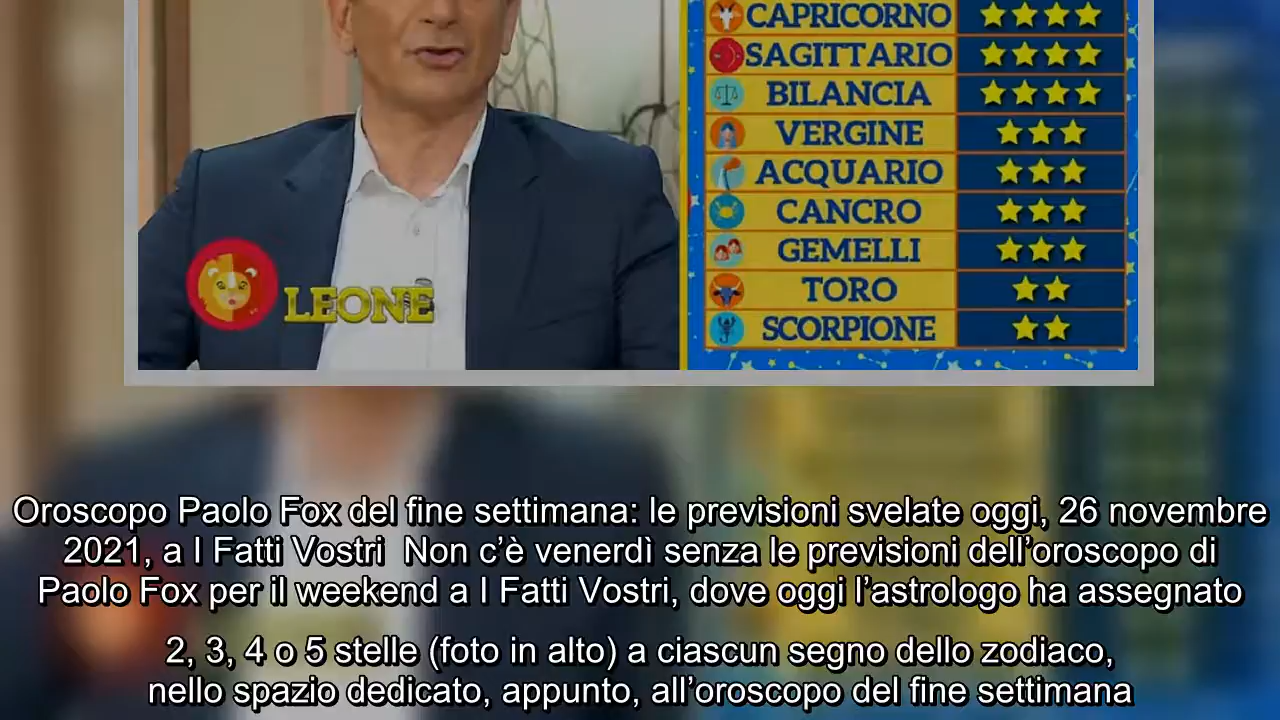 CAPRICORNO
SAGITTARIO
BILANCIA
VERGINE
ACQUARIO
CANCRO
GEMELLI
TORO
SCORPIONE
LEONE
Oroscopo Paolo Fox del fine settimana: le previsioni svelate oggi, 26 novembre
2021, a I Fatti Vostri  Non c’è venerdì senza le previsioni dell’oroscopo di
Paolo Fox per il weekend a I Fatti Vostri, dove oggi l’astrologo ha assegnato
2, 3, 4 o 5 stelle (foto in alto) a ciascun segno dello zodiaco,
nello spazio dedicato, appunto, all’oroscopo del fine settimana